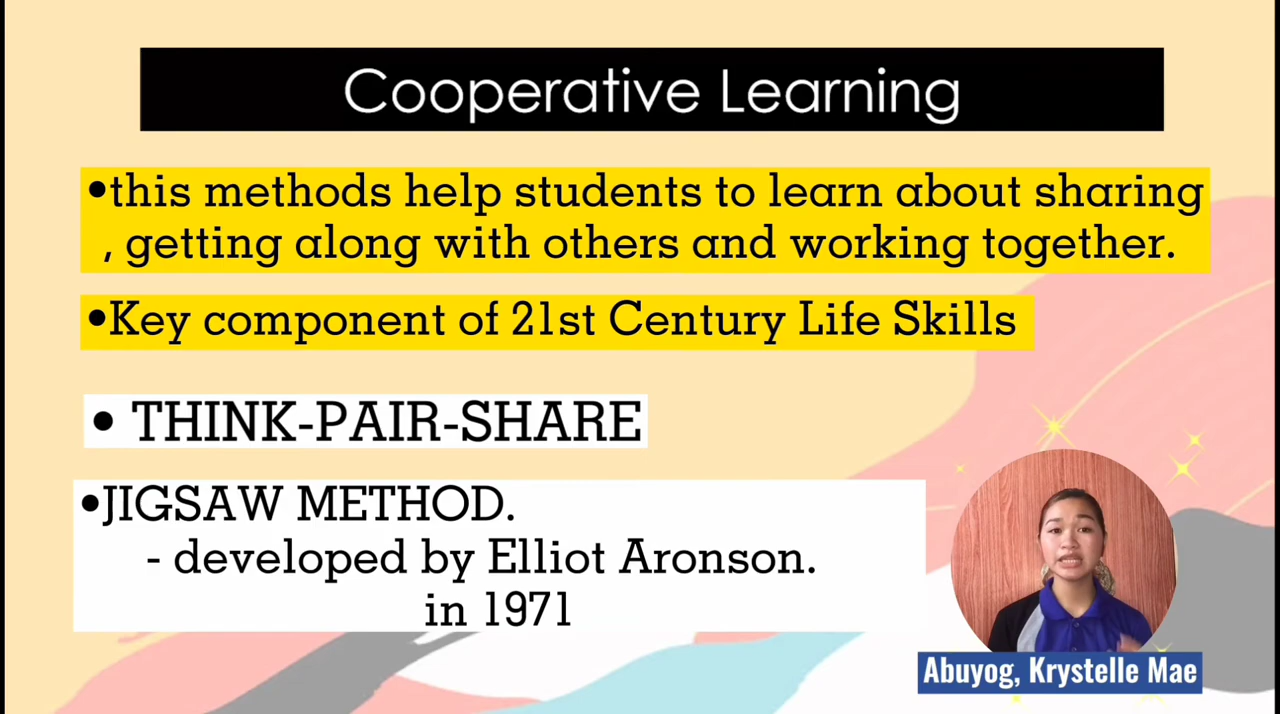 Cooperative Learning
•this methods help students to learn about sharing
, getting along with others and working together.
•Key component of 21st Century Life Skills
• THINK-PAIR-SHARE
•JIGSAW METHOD.
- developed by Elliot Aronson.
in 1971
Abuyog, Krystelle Mae